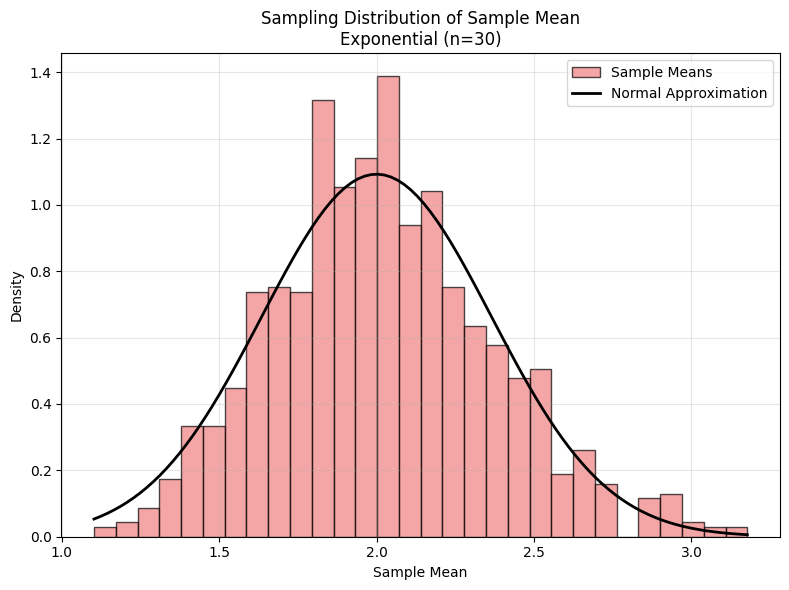 Sampling Distribution of Sample Mean
Exponential (n=30)
Sample Means
Normal Approximation
Density
1.4
1.2
1.0
0.8
0.6
0.4
0.2
0.0
1.0
1.5
2.0
2.5
3.0
Sample Mean